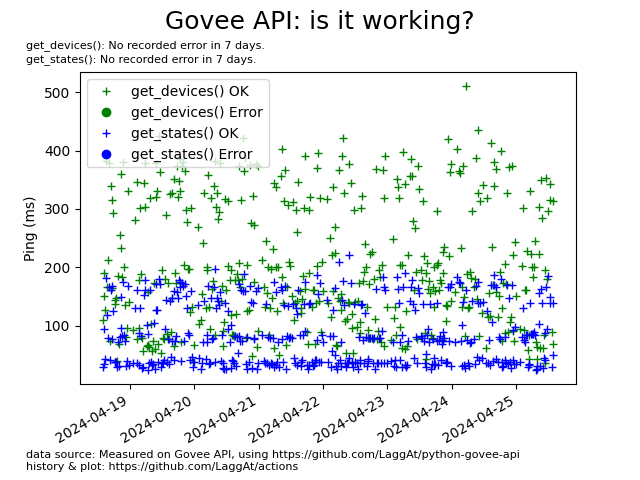 Govee API: is it working?
get_devices(): No recorded error in 7 days.
get_states(): No recorded error in 7 days.
get_devices() OK
get_devices() Error
get_states() OK
get_states() Error
Ping (ms)
500
400
300
200
100
2024-04-19
2024-04-20
2024-04-21
2024-04-22
2024-04-23
2024-04-24
2024-04-25
data source: Measured on Govee API, using https://github.com/LaggAt/python-govee-api
history & plot: https://github.com/LaggAt/actions